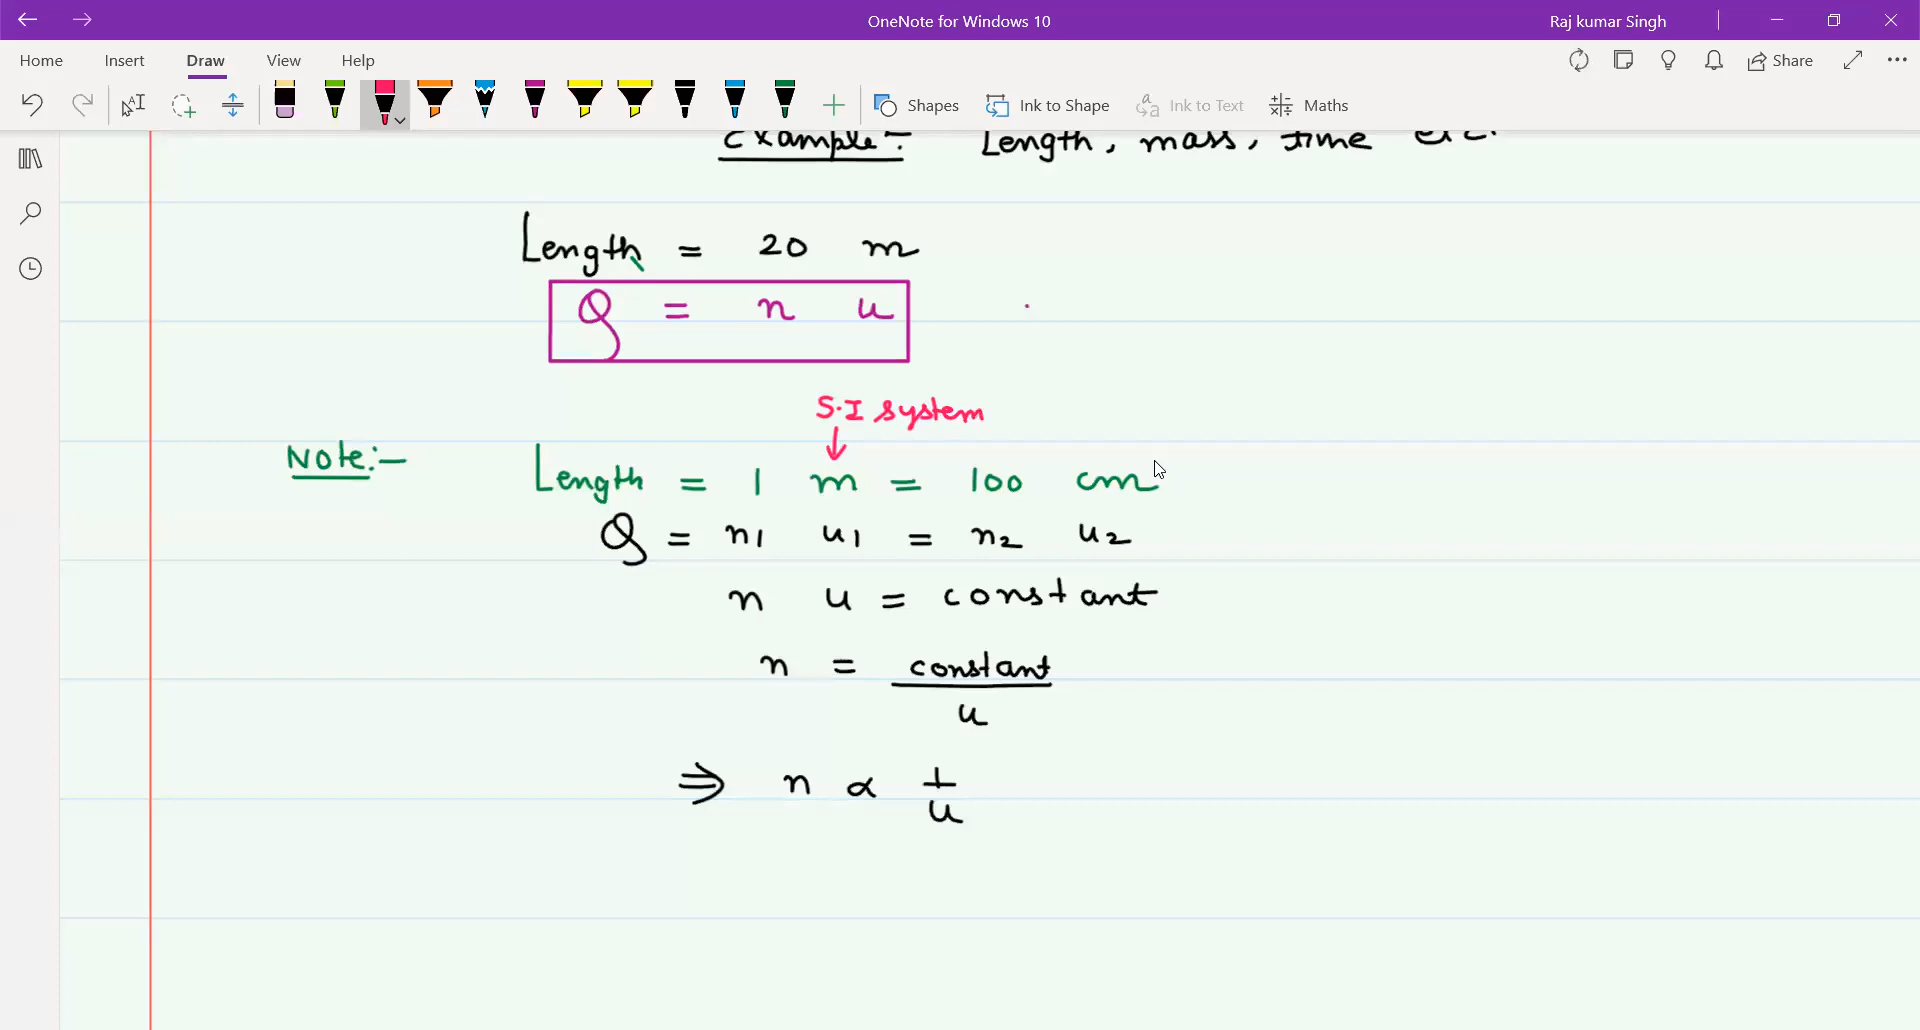 OneNote for Windows 10
Raj kumar Singh
Home Insert Draw View Help
Share
Shapes Ink to Shape Ink to Text Maths
Example:- Length, mass, time etc.
Length = 20 m
Q = n u
S.I system
Note:- Length = 1 m = 100 cm
Q = n1 u1 = n2 u2
n u = constant
n = constant
u
⇒ n ∝ 1
u